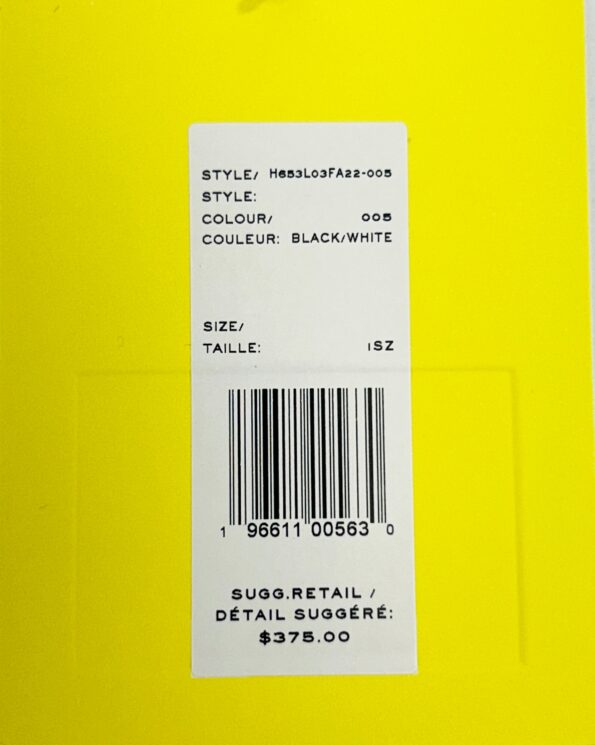 STYLE/ H653L03FA22-005
STYLE:
COLOUR/ 005
COULEUR: BLACK/WHITE
SIZE/
TAILLE: 1SZ
1 96611 00563 0
SUGG.RETAIL /
DÉTAIL SUGGÉRÉ:
$375.00